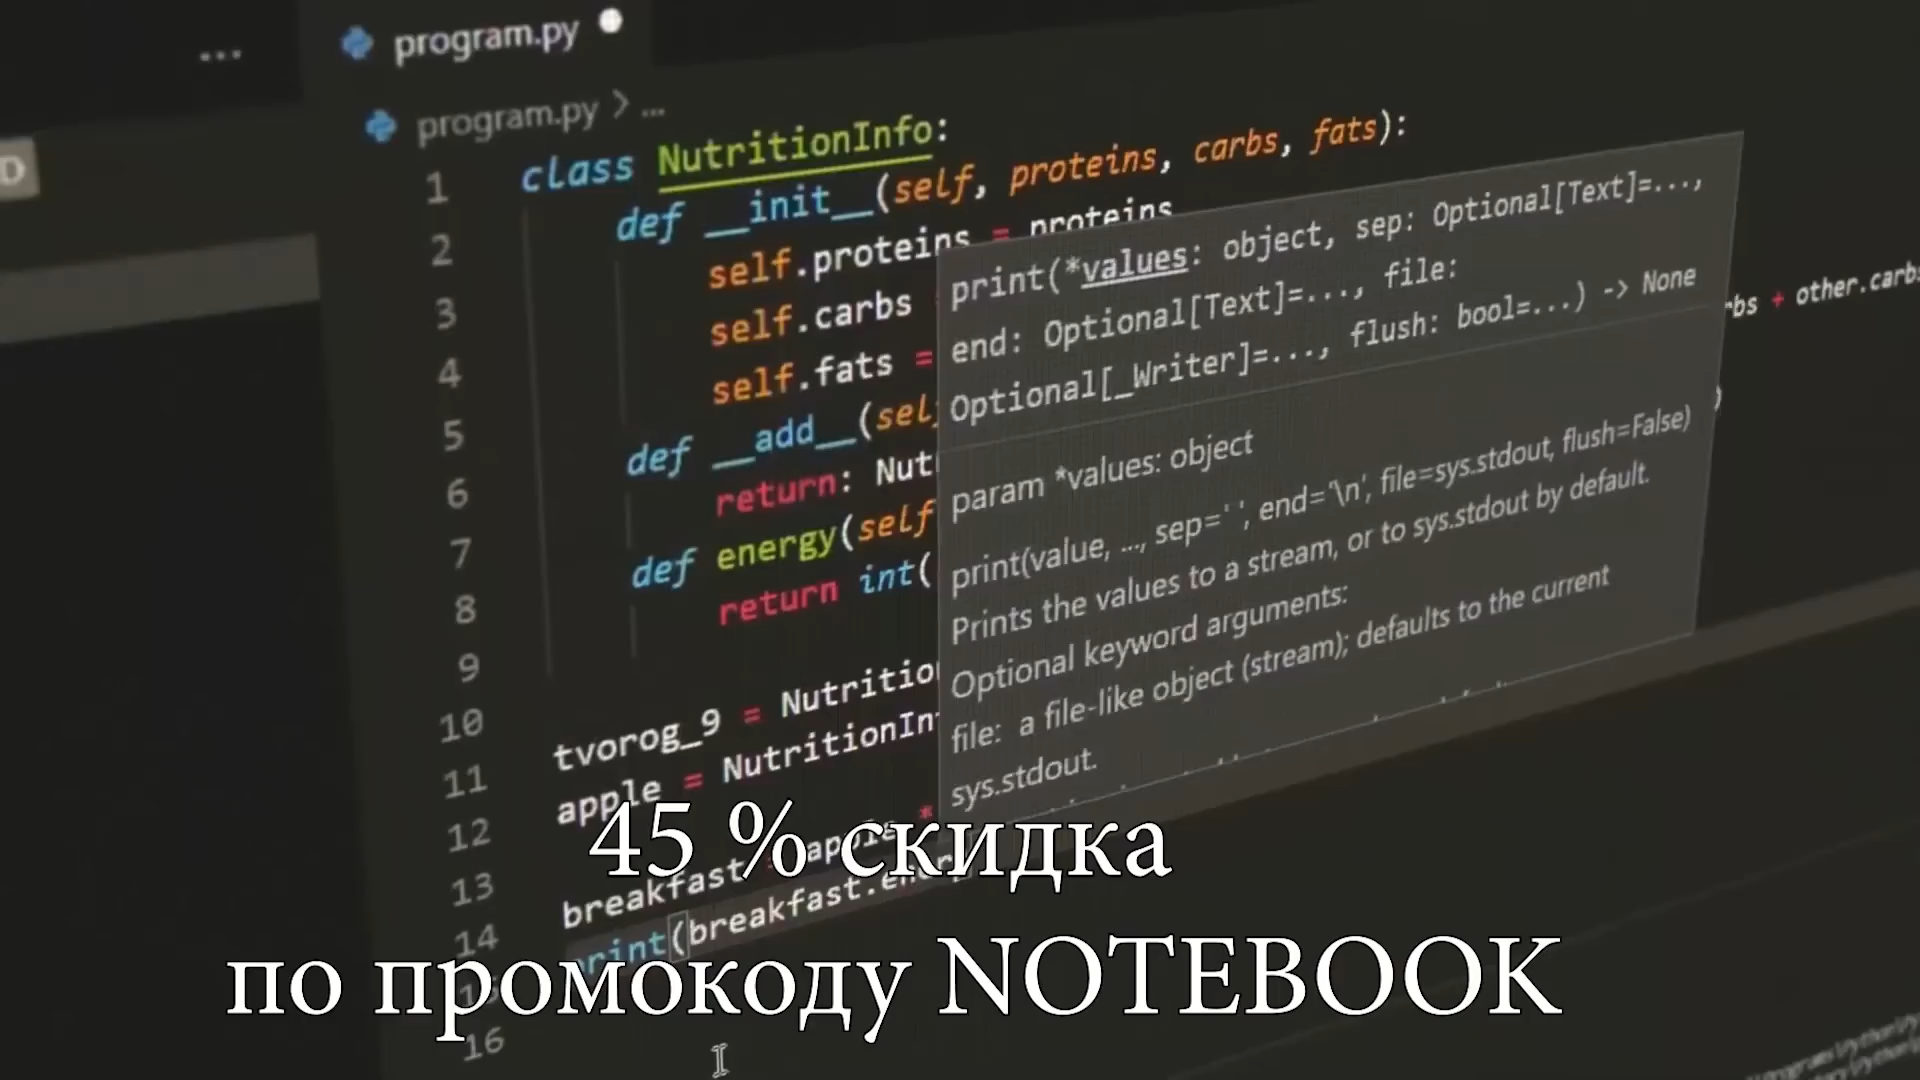 ...
program.py
program.py > ...
1 class NutritionInfo:
2 def __init__(self, proteins, carbs, fats):
3 self.proteins = proteins
4 self.carbs
5 self.fats =
6 def __add__(self
7 return: Nut
8 def energy(self
9 return int(
10
11 tvorog_9 = Nutritio
12 apple = NutritionIn
13
14 breakfast = apple *
print(breakfast.ener
16
print(*values: object, sep: Optional[Text]=...,
end: Optional[Text]=..., file:
Optional[_Writer]=..., flush: bool=...) -> None
param *values: object
print(value, ..., sep=' ', end='\n', file=sys.stdout, flush=False)
Prints the values to a stream, or to sys.stdout by default.
Optional keyword arguments:
file: a file-like object (stream); defaults to the current
sys.stdout.
+ other.carbs
45 % скидка
по промокоду NOTEBOOK